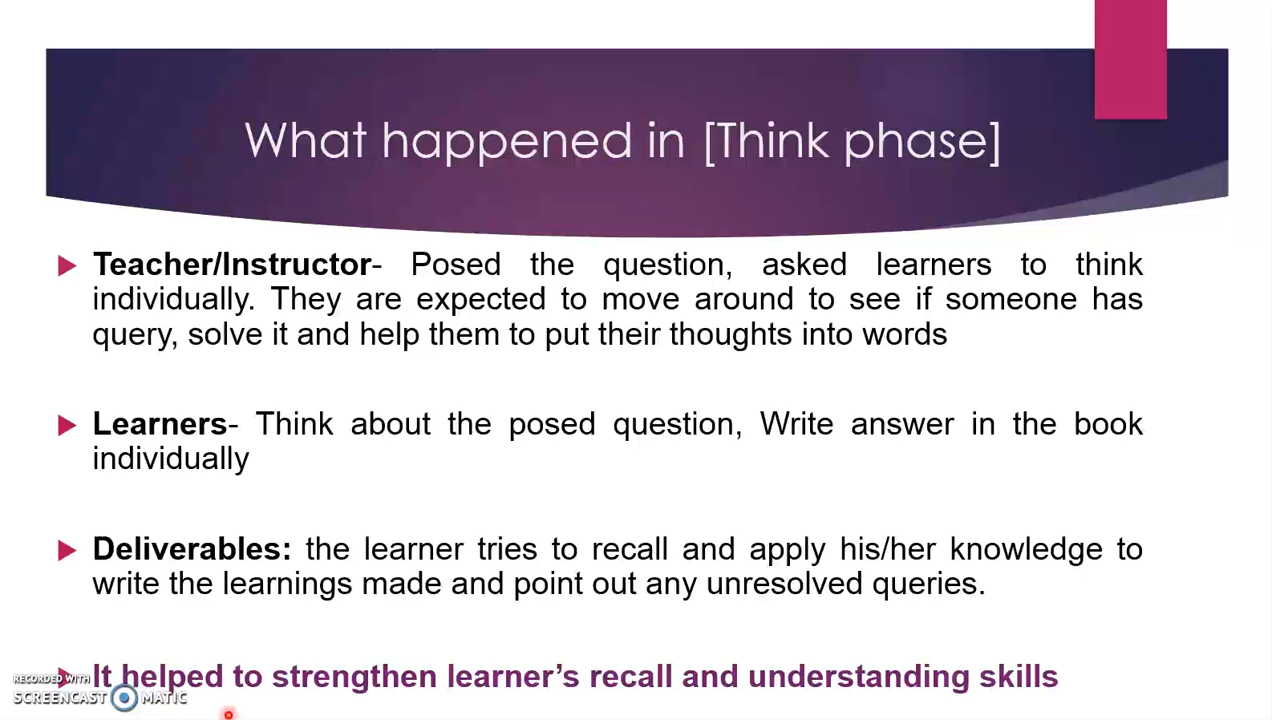 What happened in [Think phase]
Teacher/Instructor- Posed the question, asked learners to think
individually. They are expected to move around to see if someone has
query, solve it and help them to put their thoughts into words
Learners- Think about the posed question, Write answer in the book
individually
Deliverables: the learner tries to recall and apply his/her knowledge to
write the learnings made and point out any unresolved queries.
It helped to strengthen learner’s recall and understanding skills
RECORDED WITH
SCREENCAST MATIC